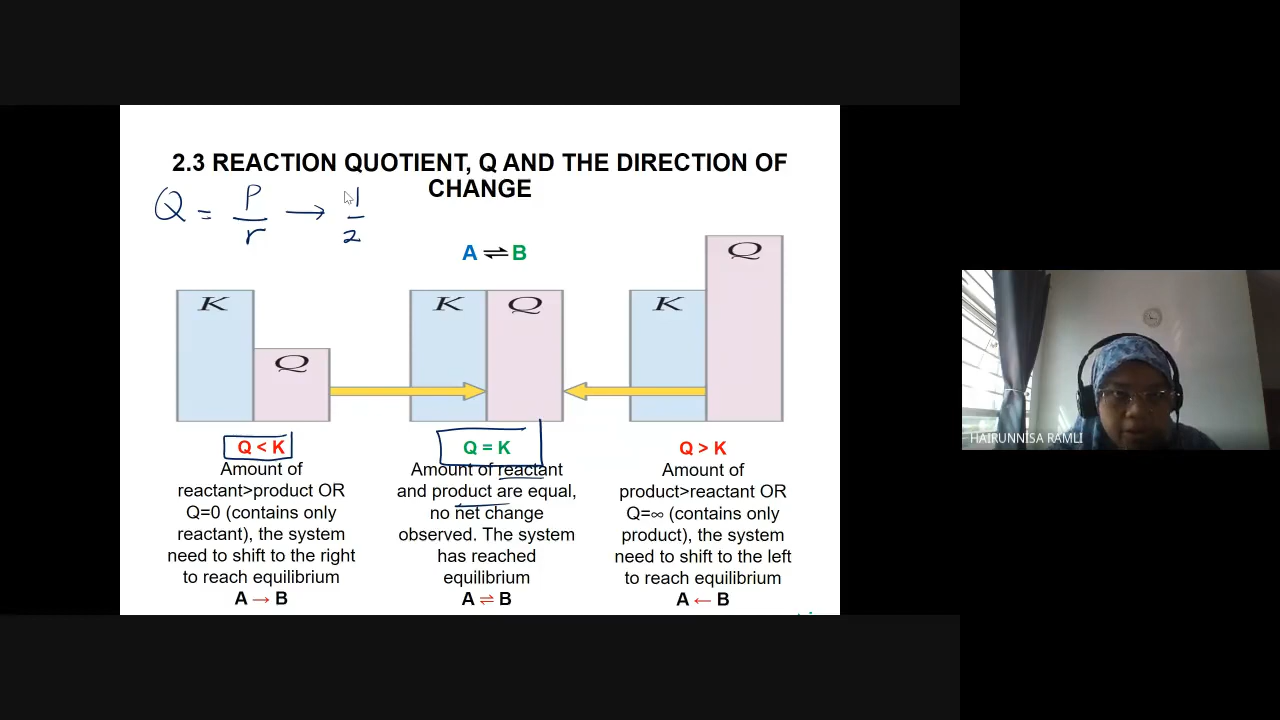 2.3 REACTION QUOTIENT, Q AND THE DIRECTION OF
CHANGE
Q = P/r → 1/2
A ⇌ B
K
Q
K
Q
K
Q
Q < K
Amount of
reactant>product OR
Q=0 (contains only
reactant), the system
need to shift to the right
to reach equilibrium
A → B
Q = K
Amount of reactant
and product are equal,
no net change
observed. The system
has reached
equilibrium
A ⇌ B
Q > K
Amount of
product>reactant OR
Q=∞ (contains only
product), the system
need to shift to the left
to reach equilibrium
A ← B
HAIRUNNISA RAMLI